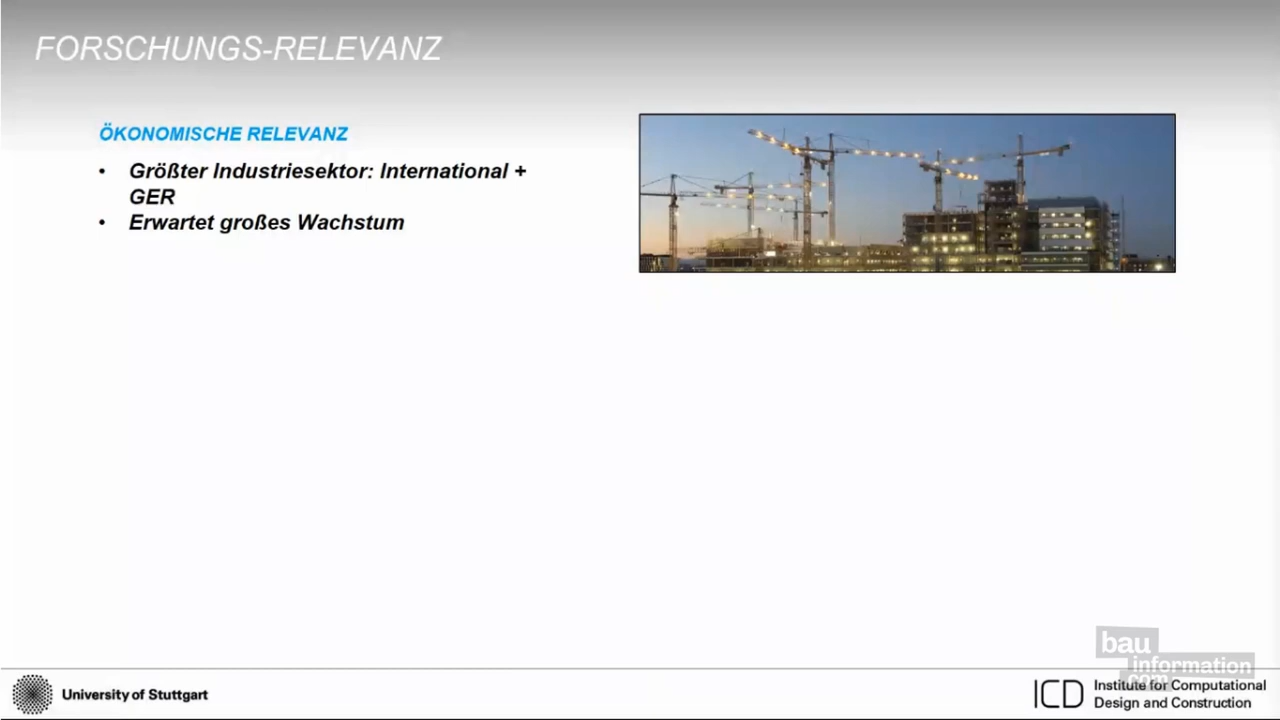 FORSCHUNGS-RELEVANZ
ÖKONOMISCHE RELEVANZ
• Größter Industriesektor: International +
GER
• Erwartet großes Wachstum
bau
information
com
University of Stuttgart
ICD
Institute for Computational
Design and Construction